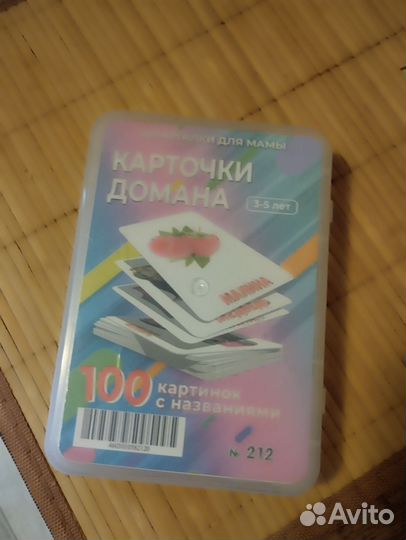 ДЛЯ МАМЫ
КАРТОЧКИ
ДОМАНА
3-5 лет
МАЛИНА
100 картинок
с названиями
№ 212
Avito